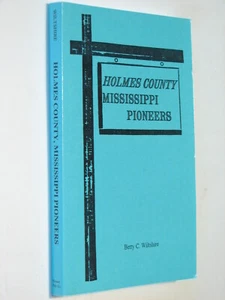 HOLMES COUNTY
MISSISSIPPI
PIONEERS
Betty C. Wiltshire
HOLMES COUNTY, MISSISSIPPI PIONEERS